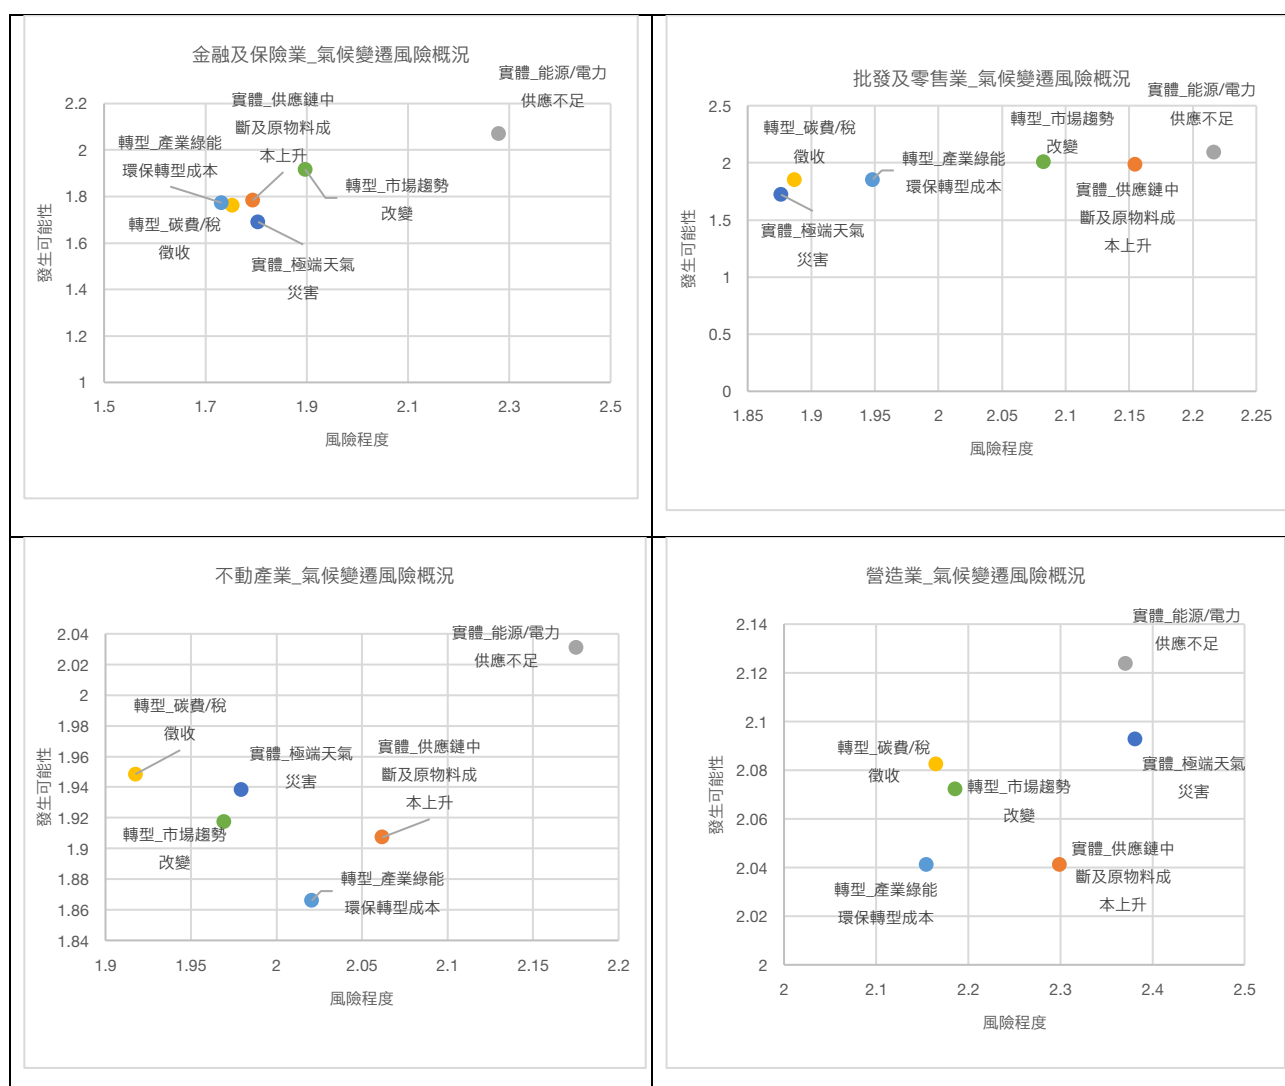 金融及保險業_氣候變遷風險概況
實體_能源/電力
供應不足
實體_供應鏈中
斷及原物料成
本上升
轉型_產業綠能
環保轉型成本
轉型_市場趨勢
改變
轉型_碳費/稅
徵收
實體_極端天氣
災害
發生可能性
2.2
2
1.8
1.6
1.4
1.2
1
1.5
1.7
1.9
2.1
2.3
2.5
風險程度
批發及零售業_氣候變遷風險概況
實體_能源/電力
供應不足
轉型_碳費/稅
徵收
轉型_市場趨勢
改變
轉型_產業綠能
環保轉型成本
實體_極端天氣
災害
實體_供應鏈中
斷及原物料成
本上升
發生可能性
2.5
2
1.5
1
0.5
0
1.85
1.9
1.95
2
2.05
2.1
2.15
2.2
2.25
風險程度
不動產業_氣候變遷風險概況
實體_能源/電力
供應不足
轉型_碳費/稅
徵收
實體_極端天氣
災害
實體_供應鏈中
斷及原物料成
本上升
轉型_市場趨勢
改變
轉型_產業綠能
環保轉型成本
發生可能性
2.04
2.02
2
1.98
1.96
1.94
1.92
1.9
1.88
1.86
1.84
1.9
1.95
2
2.05
2.1
2.15
2.2
風險程度
營造業_氣候變遷風險概況
實體_能源/電力
供應不足
轉型_碳費/稅
徵收
實體_極端天氣
災害
轉型_市場趨勢
改變
實體_供應鏈中
斷及原物料成
本上升
轉型_產業綠能
環保轉型成本
發生可能性
2.14
2.12
2.1
2.08
2.06
2.04
2.02
2
2
2.1
2.2
2.3
2.4
2.5
風險程度